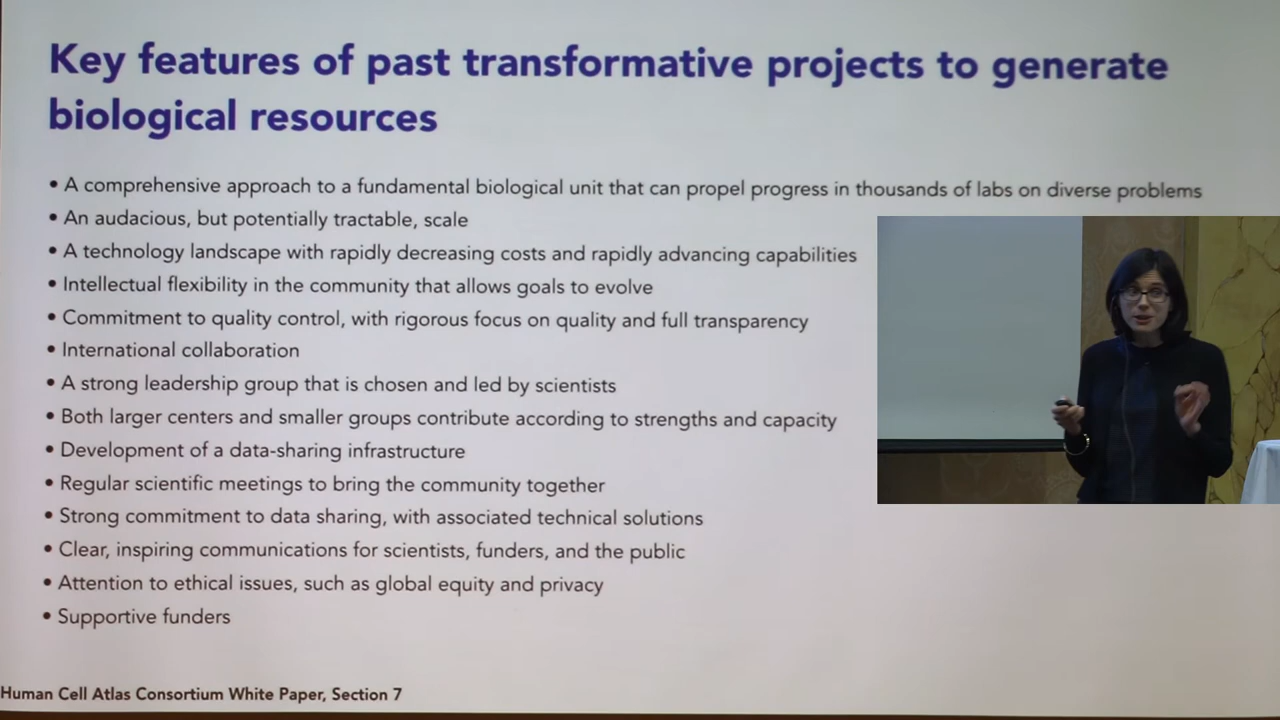 Key features of past transformative projects to generate
biological resources
• A comprehensive approach to a fundamental biological unit that can propel progress in thousands of labs on diverse problems
• An audacious, but potentially tractable, scale
• A technology landscape with rapidly decreasing costs and rapidly advancing capabilities
• Intellectual flexibility in the community that allows goals to evolve
• Commitment to quality control, with rigorous focus on quality and full transparency
• International collaboration
• A strong leadership group that is chosen and led by scientists
• Both larger centers and smaller groups contribute according to strengths and capacity
• Development of a data-sharing infrastructure
• Regular scientific meetings to bring the community together
• Strong commitment to data sharing, with associated technical solutions
• Clear, inspiring communications for scientists, funders, and the public
• Attention to ethical issues, such as global equity and privacy
• Supportive funders
Human Cell Atlas Consortium White Paper, Section 7